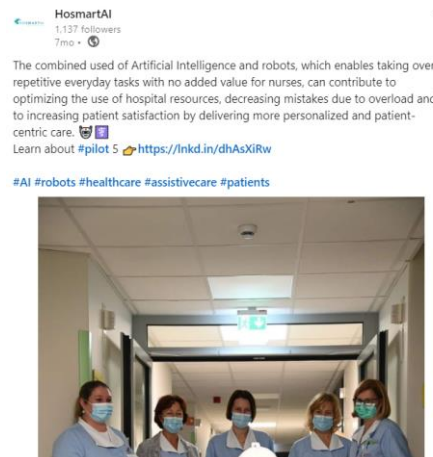 HosmartAI
HosmartAI
1,137 followers
7mo •
The combined used of Artificial Intelligence and robots, which enables taking over
repetitive everyday tasks with no added value for nurses, can contribute to
optimizing the use of hospital resources, decreasing mistakes due to overload and
to increasing patient satisfaction by delivering more personalized and patient-
centric care.
Learn about #pilot 5 👉https://lnkd.in/dhAsXiRw
#AI #robots #healthcare #assistivecare #patients